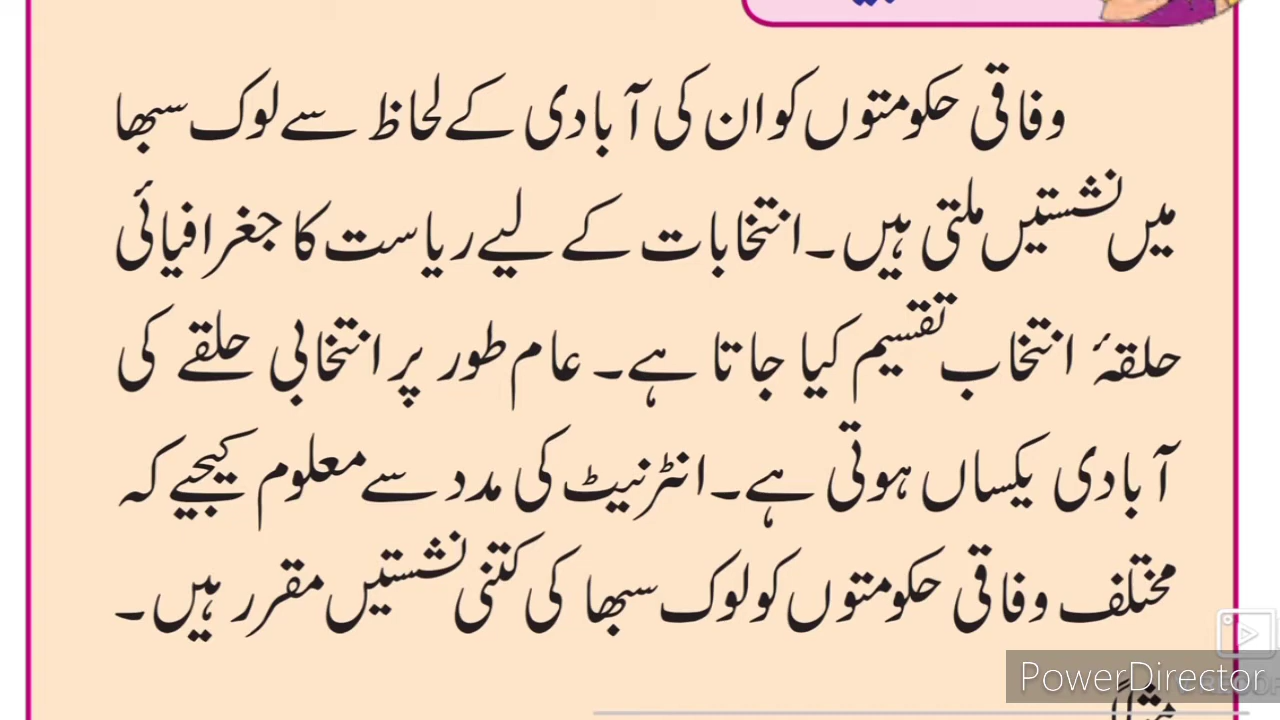 وفاقی حکومتوں کو ان کی آبادی کے لحاظ سے لوک سبھا
میں نشستیں ملتی ہیں۔ انتخابات کے لیے ریاست کا جغرافیائی
حلقۂ انتخاب تقسیم کیا جاتا ہے۔ عام طور پر انتخابی حلقے کی
آبادی یکساں ہوتی ہے۔ انٹرنیٹ کی مدد سے معلوم کیجیے کہ
مختلف وفاقی حکومتوں کو لوک سبھا کی کتنی نشستیں مقرر ہیں۔
PowerDirector